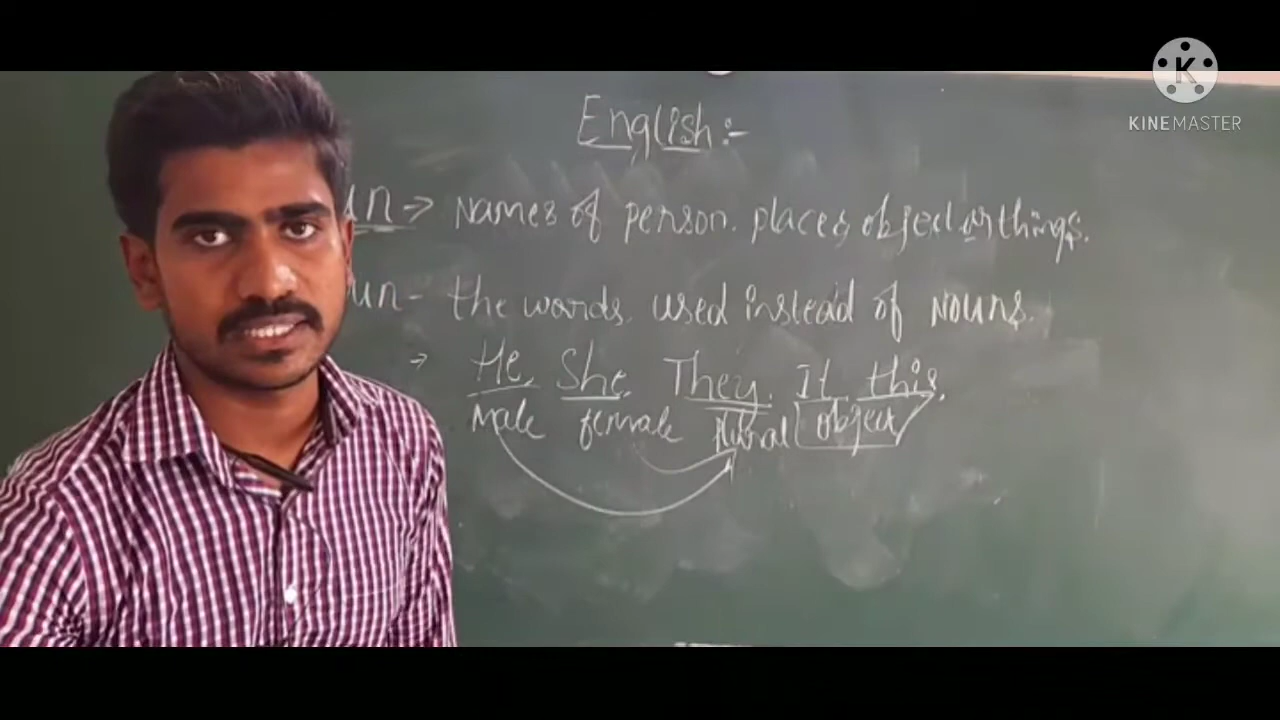 KINEMASTER
English:-
un → Names of person. places, object or things.
un - the words used instead of Nouns.
→ He, She, They, It, this.
male female plural object